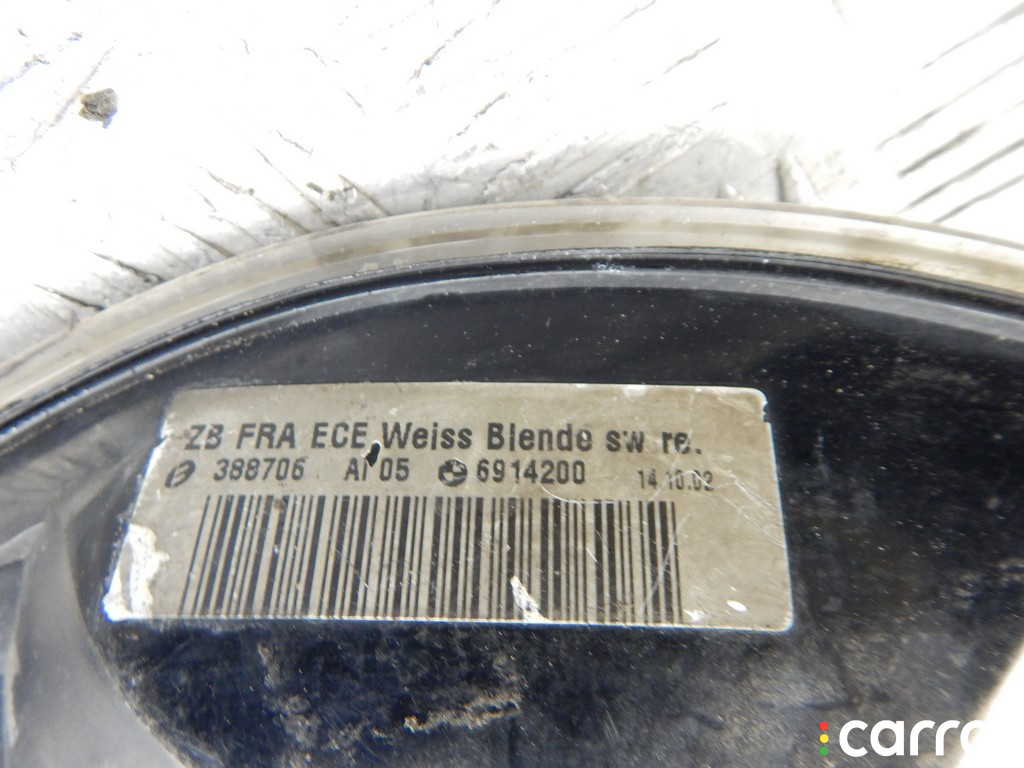 ZB FRA ECE Weiss Blende sw re.
388706 AI 05 6914200 14.10.02
carro